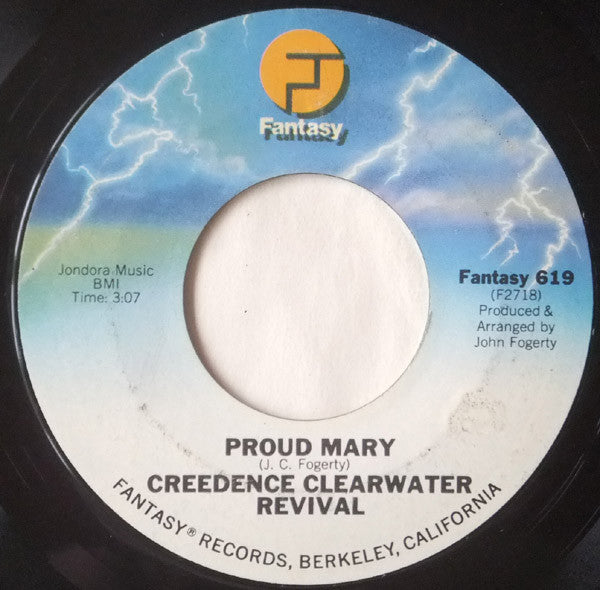 Fantasy
Jondora Music
BMI
Time: 3:07
Fantasy 619
(F2718)
Produced &
Arranged by
John Fogerty
PROUD MARY
(J. C. Fogerty)
CREEDENCE CLEARWATER
REVIVAL
FANTASY® RECORDS, BERKELEY, CALIFORNIA